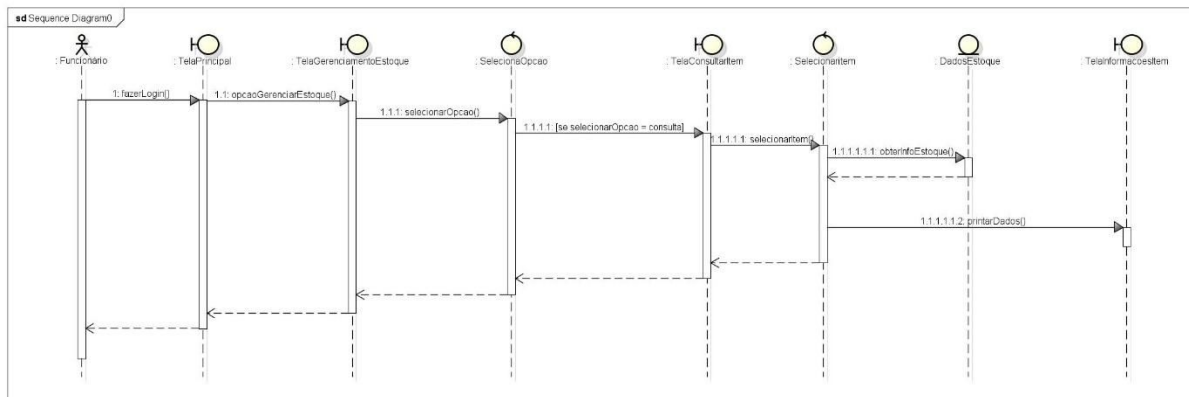 sd Sequence Diagram0
: Funcionário
: TelaPrincipal
: TelaGerenciamentoEstoque
: SelecionaOpcao
: TelaConsultarItem
: SelecionarItem
: DadosEstoque
: TelaInformacoesItem
1: fazerLogin()
1.1: opcaoGerenciarEstoque()
1.1.1: selecionarOpcao()
1.1.1.1: [se selecionarOpcao = consulta]
1.1.1.1.1: selecionarItem()
1.1.1.1.1.1: obterInfoEstoque()
1.1.1.1.1.2: printarDados()